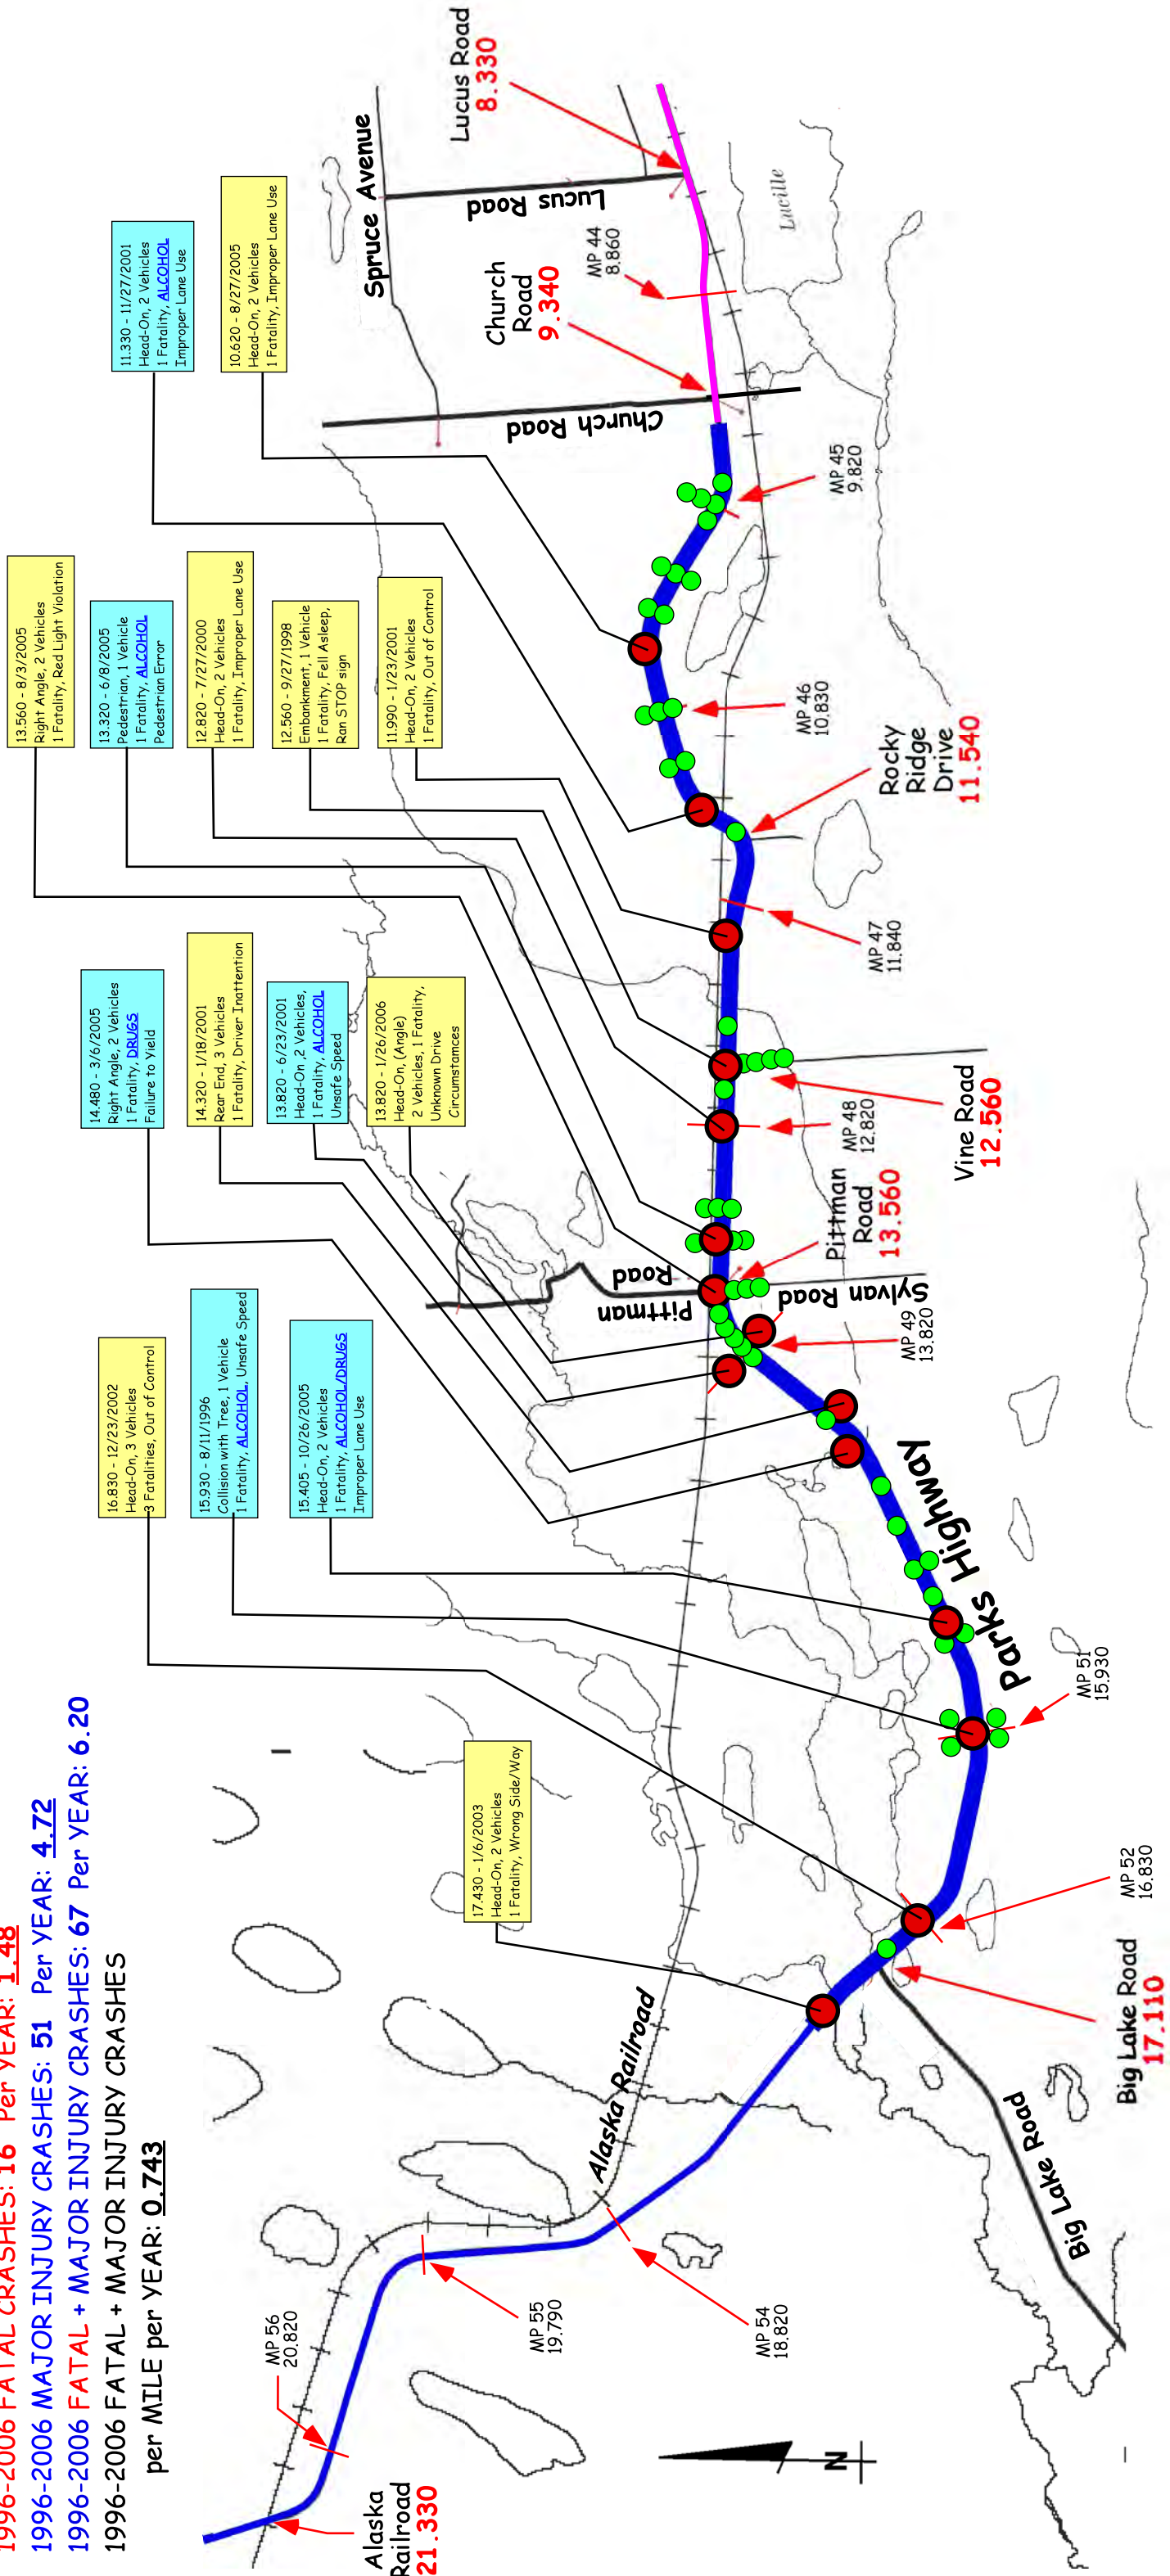 1996-2006 FATAL CRASHES: 16 Per YEAR: 1.48
1996-2006 MAJOR INJURY CRASHES: 51 Per YEAR: 4.72
1996-2006 FATAL + MAJOR INJURY CRASHES: 67 Per YEAR: 6.20
1996-2006 FATAL + MAJOR INJURY CRASHES
per MILE per YEAR: 0.743
16.830 - 12/23/2002
Head-On, 3 Vehicles
3 Fatalities, Out of Control
15.930 - 8/11/1996
Collision with Tree, 1 Vehicle
1 Fatality, ALCOHOL, Unsafe Speed
15.405 - 10/26/2005
Head-On, 2 Vehicles
1 Fatality, ALCOHOL/DRUGS
Improper Lane Use
17.430 - 1/6/2003
Head-On, 2 Vehicles
1 Fatality, Wrong Side/Way
14.480 - 3/6/2005
Right Angle, 2 Vehicles
1 Fatality, DRUGS
Failure to Yield
14.320 - 1/18/2001
Rear End, 3 Vehicles
1 Fatality, Driver Inattention
13.820 - 6/23/2001
Head-On ,2 Vehicles,
1 Fatality, ALCOHOL
Unsafe Speed
13.820 - 1/26/2006
Head-On, (Angle)
2 Vehicles, 1 Fatality,
Unknown Drive
Circumstamces
13.560 - 8/3/2005
Right Angle, 2 Vehicles
1 Fatality, Red Light Violation
13.320 - 6/8/2005
Pedestrian, 1 Vehicle
1 Fatality, ALCOHOL
Pedestrian Error
12.820 - 7/27/2000
Head-On, 2 Vehicles
1 Fatality, Improper Lane Use
12.560 - 9/27/1998
Embankment, 1 Vehicle
1 Fatality, Fell Asleep,
Ran STOP sign
11.990 - 1/23/2001
Head-On, 2 Vehicles
1 Fatality, Out of Control
11.330 - 11/27/2001
Head-On, 2 Vehicles
1 Fatality, ALCOHOL
Improper Lane Use
10.620 - 8/27/2005
Head-On, 2 Vehicles
1 Fatality, Improper Lane Use
Spruce Avenue
Lucus Road
8.330
Lucus Road
MP 44
8.860
Church
Road
9.340
Church Road
Lucille
MP 45
9.820
MP 46
10.830
Rocky
Ridge
Drive
11.540
MP 47
11.840
Vine Road
12.560
MP 48
12.820
Pittman
Road
13.560
Pittman
Road
Sylvan Road
MP 49
13.820
Parks Highway
MP 51
15.930
MP 52
16.830
Big Lake Road
17.110
Big Lake Road
Alaska Railroad
MP 54
18.820
MP 55
19.790
MP 56
20.820
Alaska
Railroad
21.330
N